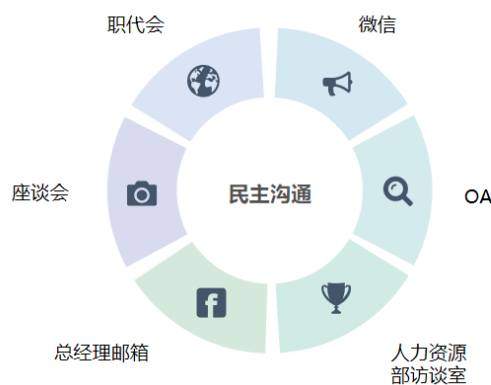 职代会
微信
座谈会
民主沟通
OA
总经理邮箱
人力资源
部访谈室